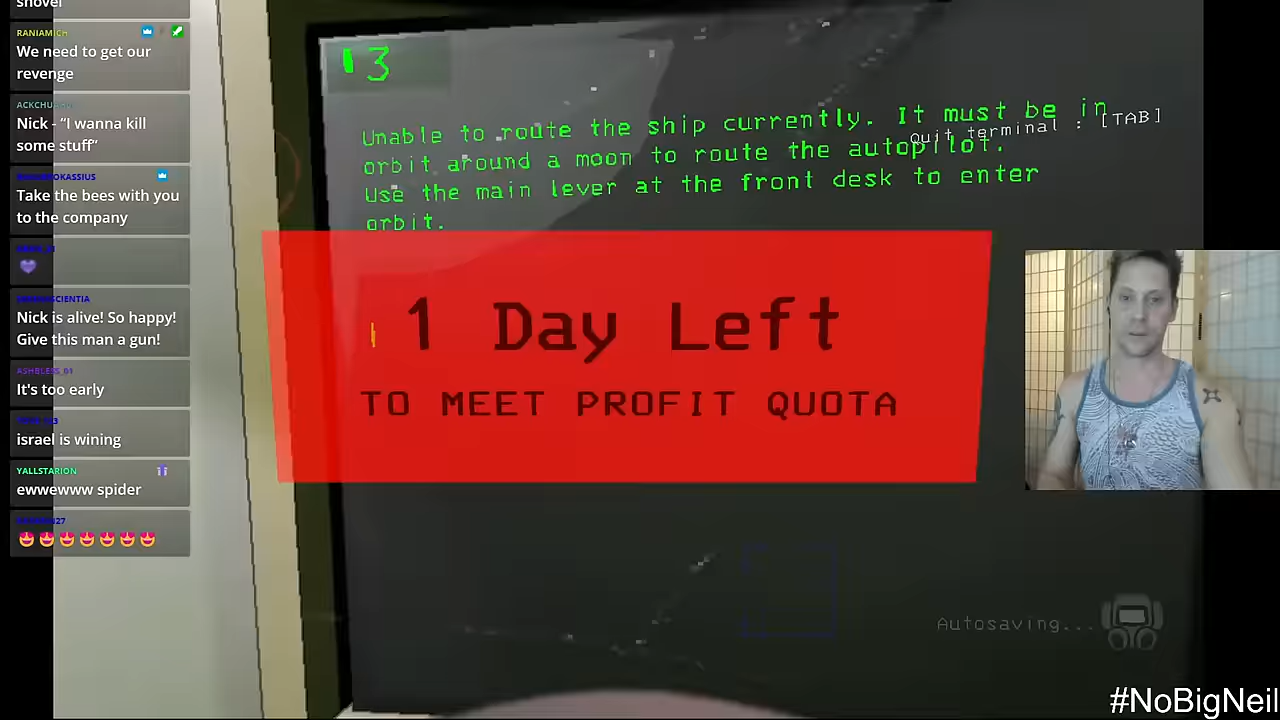 shovel
RANIAMICH
We need to get our
revenge
Nick - “I wanna kill
some stuff”
Take the bees with you
to the company
Nick is alive! So happy!
Give this man a gun!
ASHBLESS_01
It's too early
israel is wining
YALLSTARION
ewwewww spider
▮3
Unable to route the ship currently. It must be in
orbit around a moon to route the autopilot.
Use the main lever at the front desk to enter
orbit.
Quit terminal : [TAB]
1 Day Left
TO MEET PROFIT QUOTA
Autosaving...
#NoBigNeil